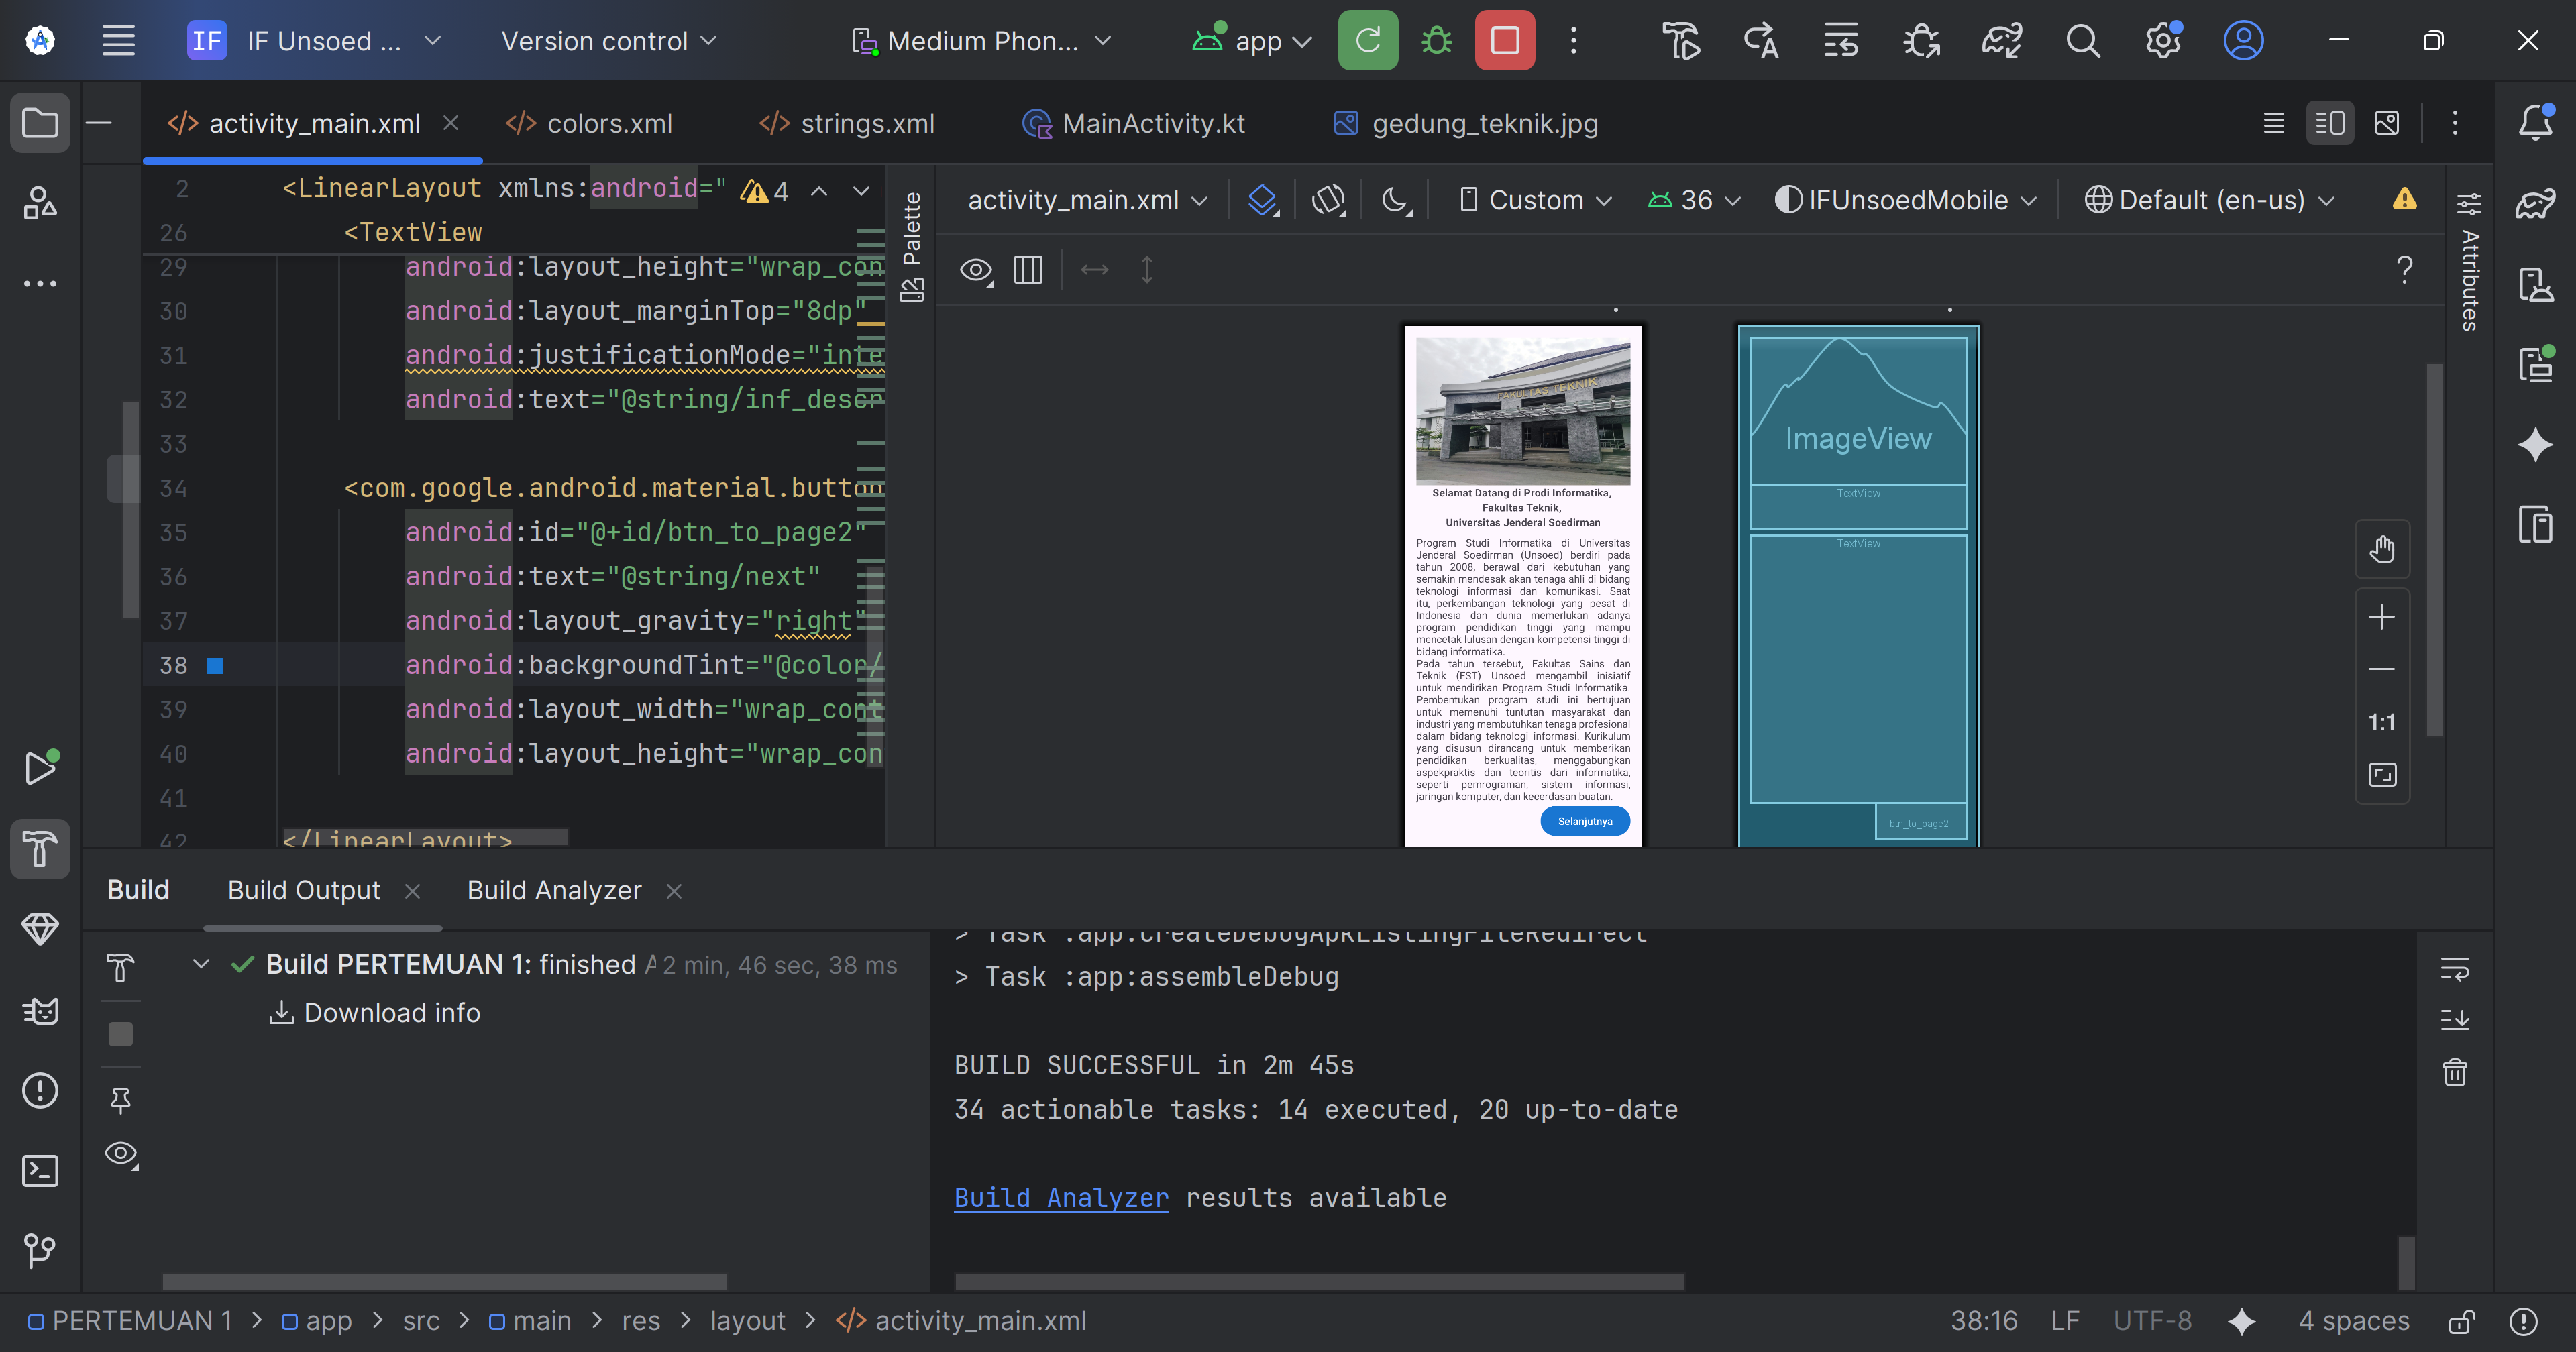 IF IF Unsoed ... Version control Medium Phon... app
activity_main.xml colors.xml strings.xml MainActivity.kt gedung_teknik.jpg
2 <LinearLayout xmlns:android=" 4
26 <TextView
29 android:layout_height="wrap_con
30 android:layout_marginTop="8dp"
31 android:justificationMode="inte
32 android:text="@string/inf_descr
33
34 <com.google.android.material.button
35 android:id="@+id/btn_to_page2"
36 android:text="@string/next"
37 android:layout_gravity="right"
38 android:backgroundTint="@color/
39 android:layout_width="wrap_cont
40 android:layout_height="wrap_con
41
42 </LinearLayout>
Palette
activity_main.xml Custom 36 IFUnsoedMobile Default (en-us)
Attributes
FAKULTAS TEKNIK
Selamat Datang di Prodi Informatika,
Fakultas Teknik,
Universitas Jenderal Soedirman
Program Studi Informatika di Universitas
Jenderal Soedirman (Unsoed) berdiri pada
tahun 2008, berawal dari kebutuhan yang
semakin mendesak akan tenaga ahli di bidang
teknologi informasi dan komunikasi. Saat
itu, perkembangan teknologi yang pesat di
Indonesia dan dunia memerlukan adanya
program pendidikan tinggi yang mampu
mencetak lulusan dengan kompetensi tinggi di
bidang informatika.
Pada tahun tersebut, Fakultas Sains dan
Teknik (FST) Unsoed mengambil inisiatif
untuk mendirikan Program Studi Informatika.
Pembentukan program studi ini bertujuan
untuk memenuhi tuntutan masyarakat dan
industri yang membutuhkan tenaga profesional
dalam bidang teknologi informasi. Kurikulum
yang disusun dirancang untuk memberikan
pendidikan berkualitas, menggabungkan
aspekpraktis dan teoritis dari informatika,
seperti pemrograman, sistem informasi,
jaringan komputer, dan kecerdasan buatan.
Selanjutnya
ImageView
TextView
TextView
btn_to_page2
1:1
Build Build Output Build Analyzer
Build PERTEMUAN 1: finished A 2 min, 46 sec, 38 ms
Download info
> Task :app:createDebugApkListingFileRedirect
> Task :app:assembleDebug
BUILD SUCCESSFUL in 2m 45s
34 actionable tasks: 14 executed, 20 up-to-date
Build Analyzer results available
PERTEMUAN 1 > app > src > main > res > layout > activity_main.xml
38:16 LF UTF-8 4 spaces